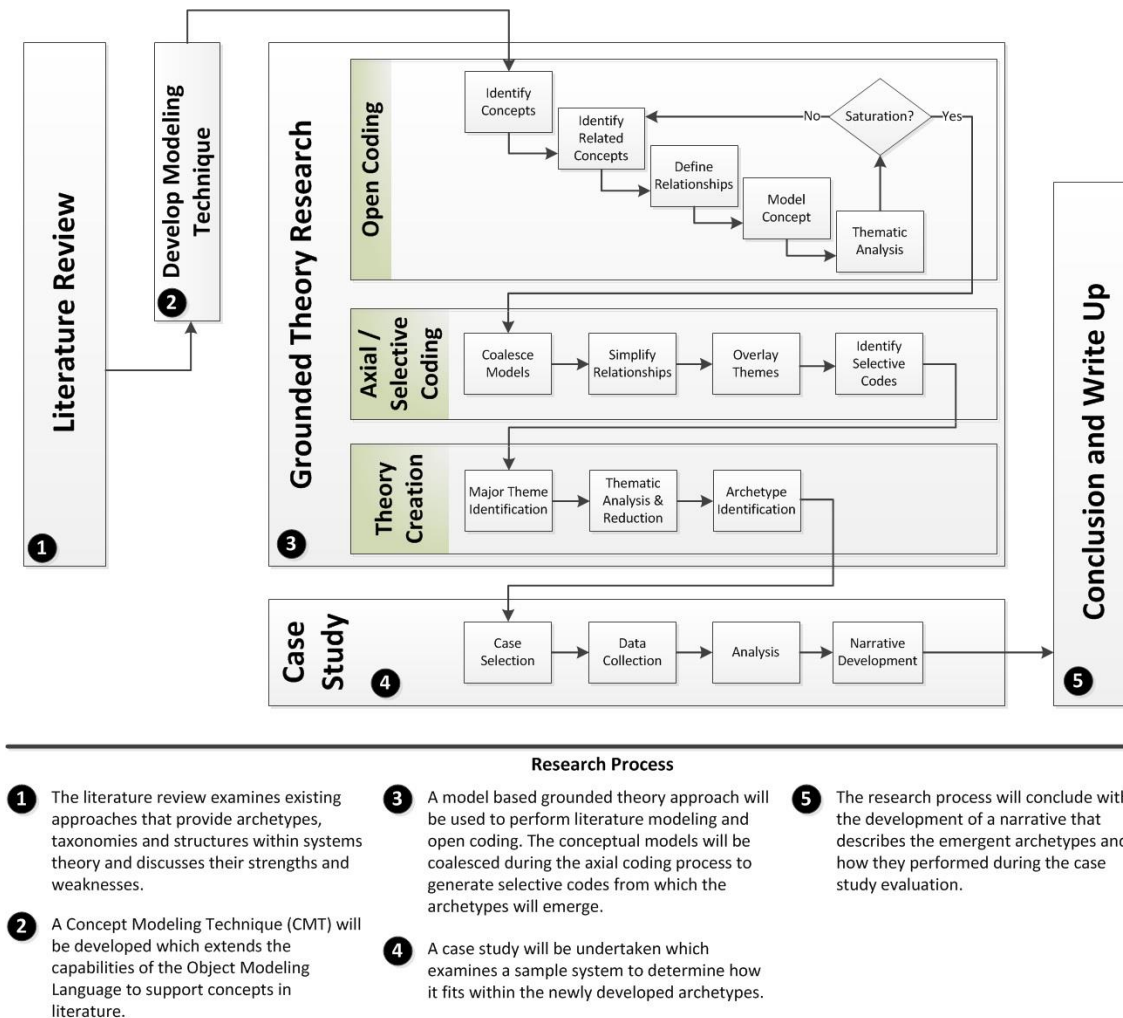 Literature Review
1
Develop Modeling
Technique
2
Grounded Theory Research
3
Open Coding
Identify
Concepts
Identify
Related
Concepts
Define
Relationships
Model
Concept
Thematic
Analysis
Saturation?
No
Yes
Axial /
Selective
Coding
Coalesce
Models
Simplify
Relationships
Overlay
Themes
Identify
Selective
Codes
Theory
Creation
Major Theme
Identification
Thematic
Analysis &
Reduction
Archetype
Identification
Case
Study
4
Case
Selection
Data
Collection
Analysis
Narrative
Development
Conclusion and Write Up
5
Research Process
1
The literature review examines existing
approaches that provide archetypes,
taxonomies and structures within systems
theory and discusses their strengths and
weaknesses.
2
A Concept Modeling Technique (CMT) will
be developed which extends the
capabilities of the Object Modeling
Language to support concepts in
literature.
3
A model based grounded theory approach will
be used to perform literature modeling and
open coding. The conceptual models will be
coalesced during the axial coding process to
generate selective codes from which the
archetypes will emerge.
4
A case study will be undertaken which
examines a sample system to determine how
it fits within the newly developed archetypes.
5
The research process will conclude with
the development of a narrative that
describes the emergent archetypes and
how they performed during the case
study evaluation.